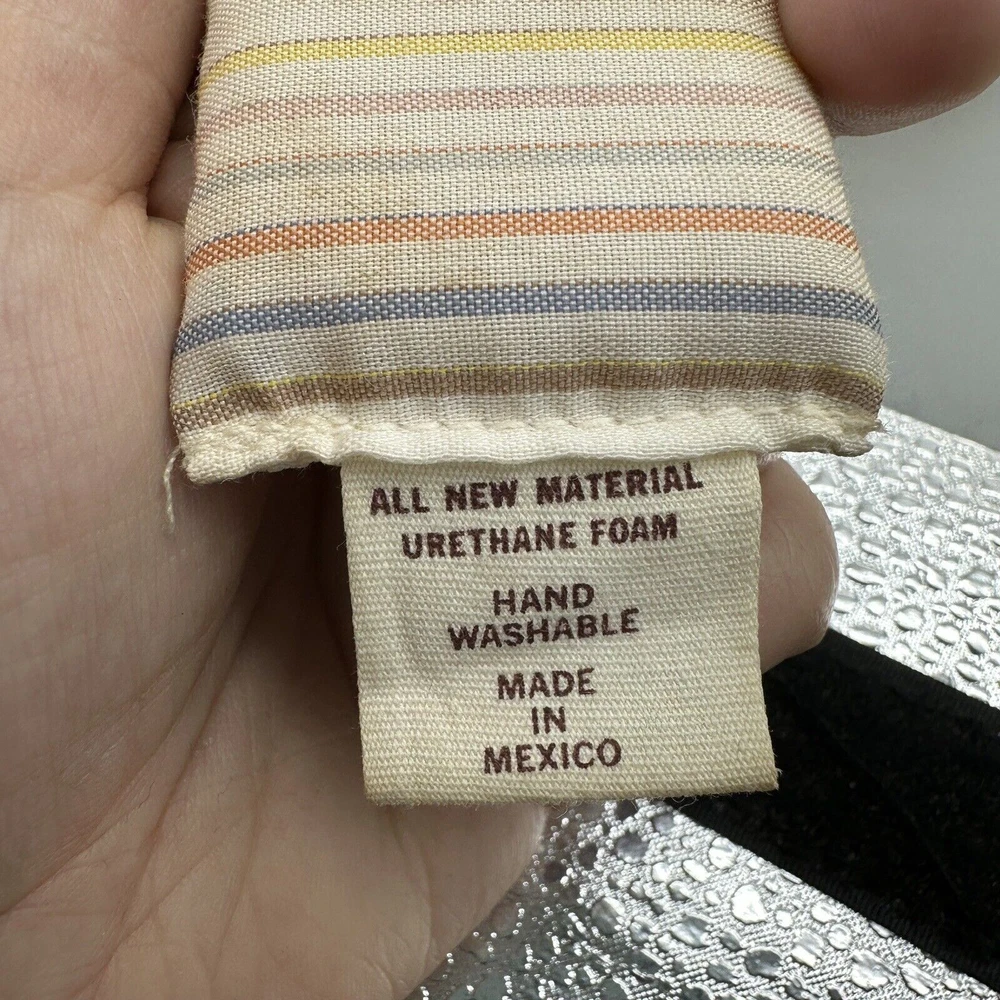 ALL NEW MATERIAL
URETHANE FOAM
HAND
WASHABLE
MADE
IN
MEXICO